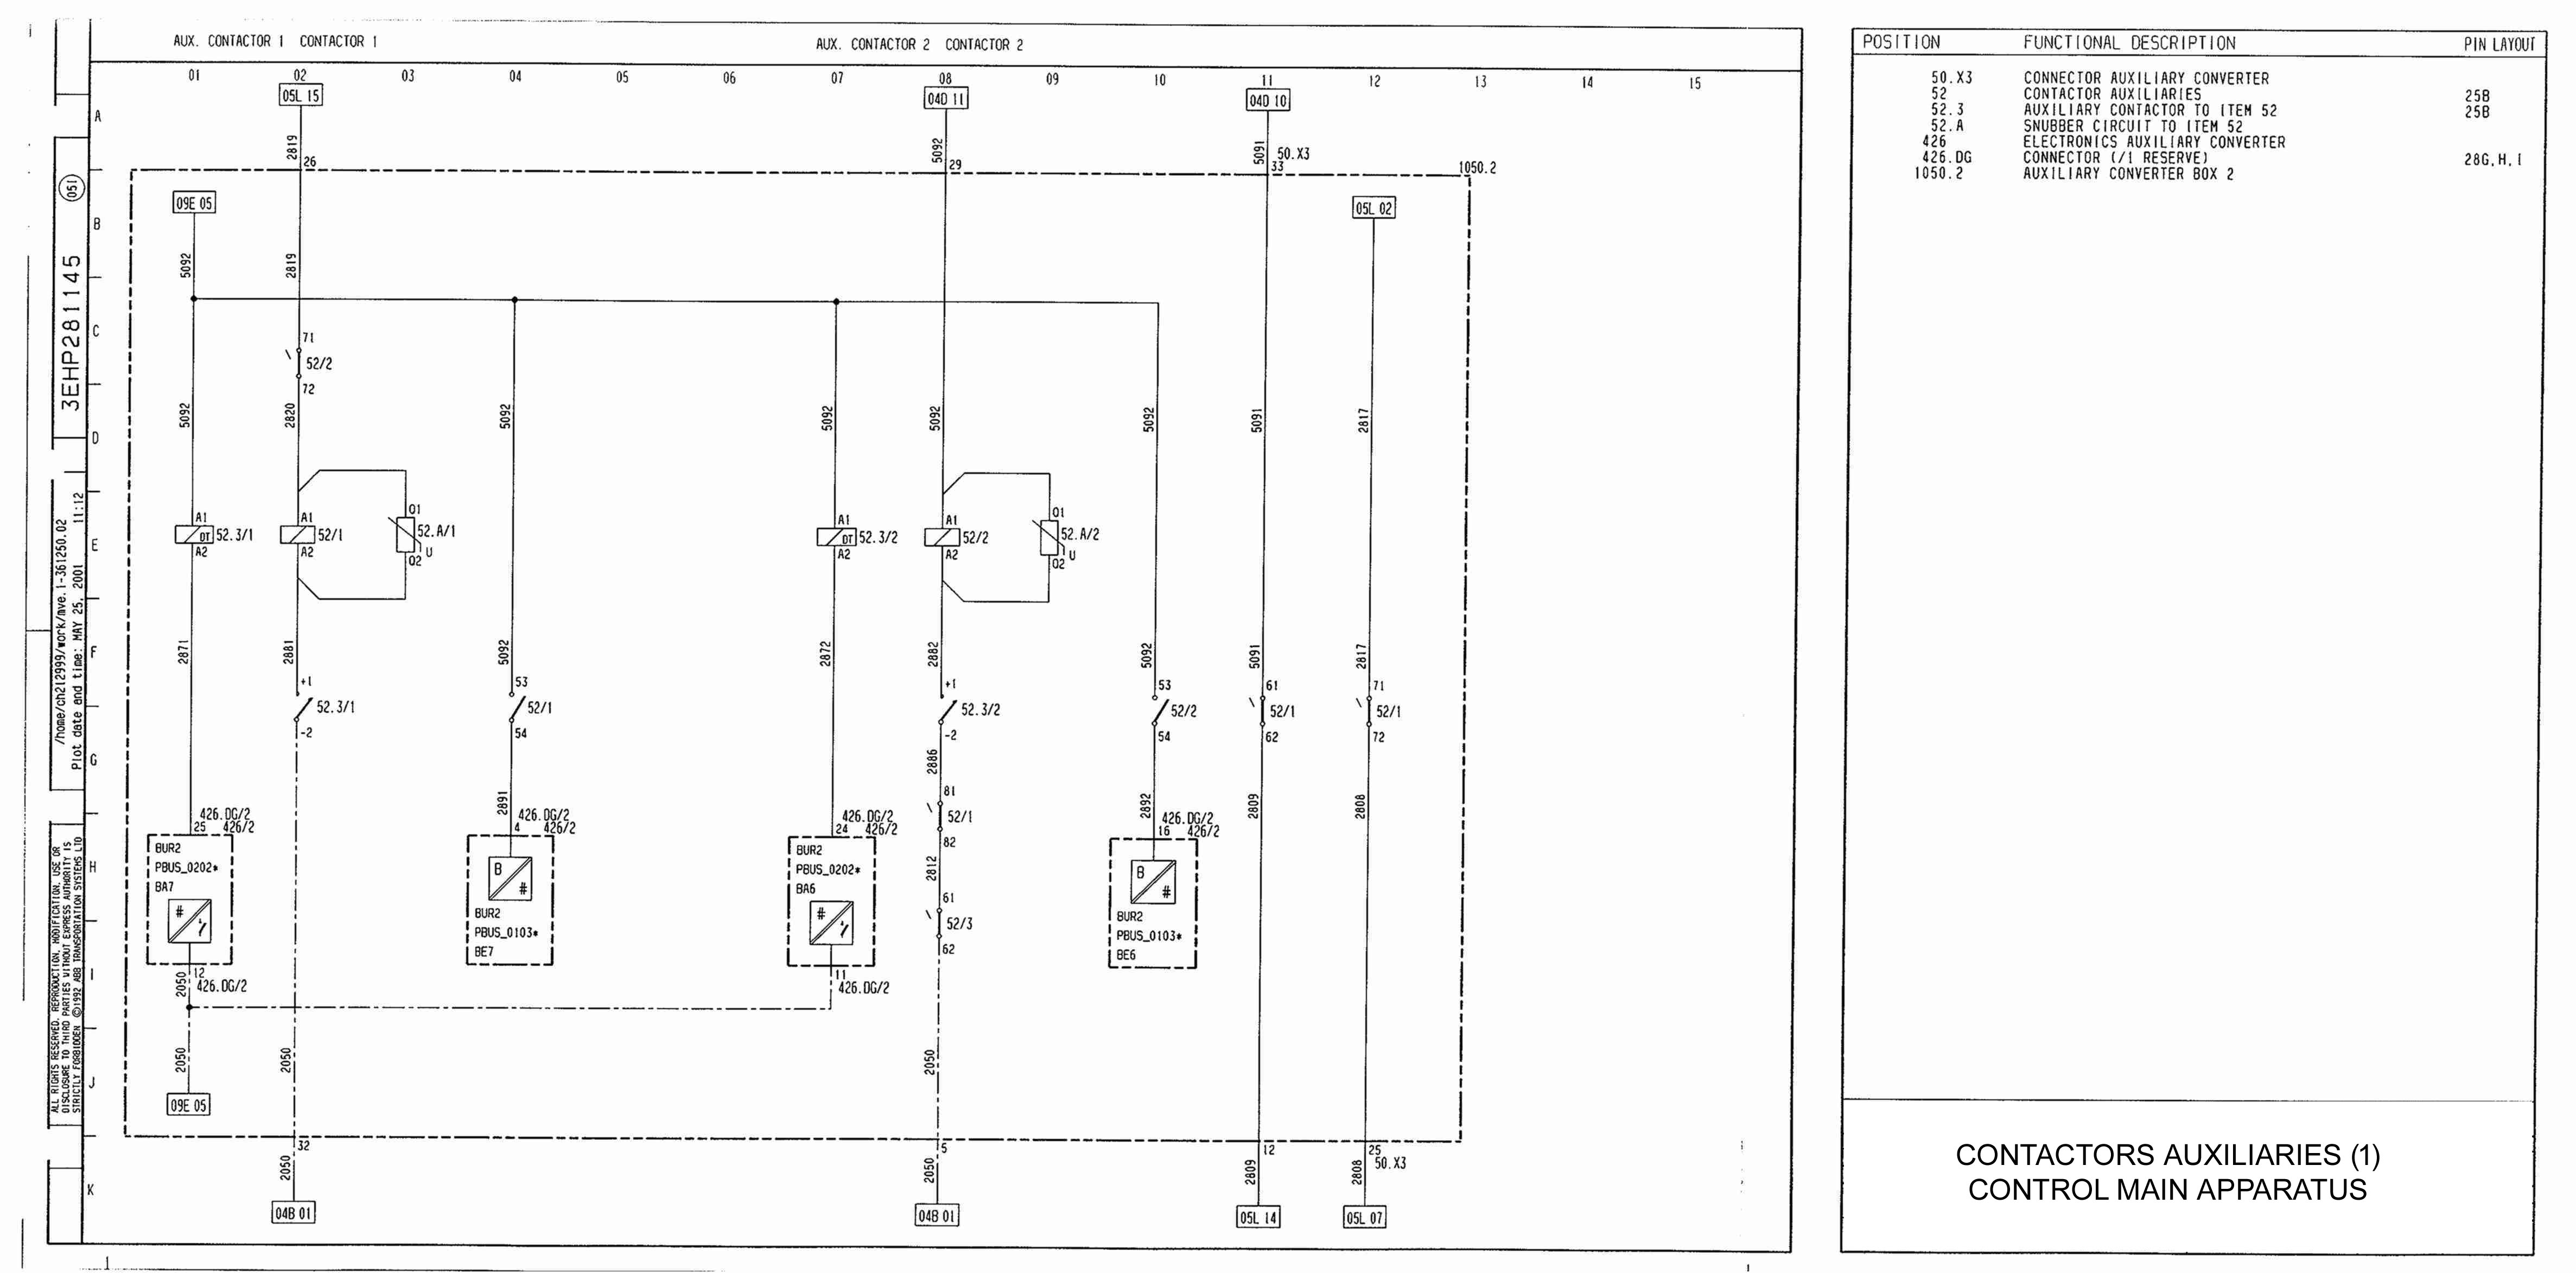 AUX. CONTACTOR 1 CONTACTOR 1
AUX. CONTACTOR 2 CONTACTOR 2
01 02 03 04 05 06 07 08 09 10 11 12 13 14 15
05L 15
04D 11
04D 10
A
2819
26
5092
29
5091
50.X3
33
1050.2
051
09E 05
05L 02
B
5092
2819
3EHP281145
C
71
52/2
72
5092
2820
5092
5092
5092
5092
5091
2817
D
/home/ch212999/work/mve.1-361250.02
Plot date and time: MAY 25, 2001 11:12
E
A1
DT 52.3/1
A2
A1
52/1
A2
01
52.A/1
U
02
A1
DT 52.3/2
A2
A1
52/2
A2
01
52.A/2
U
02
F
2871
2881
5092
2872
2882
5092
5091
2817
+1
52.3/1
-2
53
52/1
54
+1
52.3/2
-2
53
52/2
54
61
52/1
62
71
52/1
72
G
2886
81
52/1
82
2891
2892
2809
2808
426.DG/2
25 426/2
426.DG/2
4 426/2
426.DG/2
24 426/2
426.DG/2
16 426/2
H
BUR2
PBUS_0202*
BA7
#
B
#
BUR2
PBUS_0103*
BE7
BUR2
PBUS_0202*
BA6
#
2812
61
52/3
62
B
#
BUR2
PBUS_0103*
BE6
I
2050
12
426.DG/2
11
426.DG/2
J
2050
2050
2050
09E 05
ALL RIGHTS RESERVED. REPRODUCTION, MODIFICATION, USE OR
DISCLOSURE TO THIRD PARTIES WITHOUT EXPRESS AUTHORITY IS
STRICTLY FORBIDDEN ©1992 ABB TRANSPORTATION SYSTEMS LTD
32
5
12
25
50.X3
K
2050
2050
2809
2808
04B 01
04B 01
05L 14
05L 07
POSITION FUNCTIONAL DESCRIPTION PIN LAYOUT
50.X3 CONNECTOR AUXILIARY CONVERTER
52 CONTACTOR AUXILIARIES 25B
52.3 AUXILIARY CONTACTOR TO ITEM 52 25B
52.A SNUBBER CIRCUIT TO ITEM 52
426 ELECTRONICS AUXILIARY CONVERTER
426.DG CONNECTOR (/1 RESERVE) 28G,H,I
1050.2 AUXILIARY CONVERTER BOX 2
CONTACTORS AUXILIARIES (1)
CONTROL MAIN APPARATUS